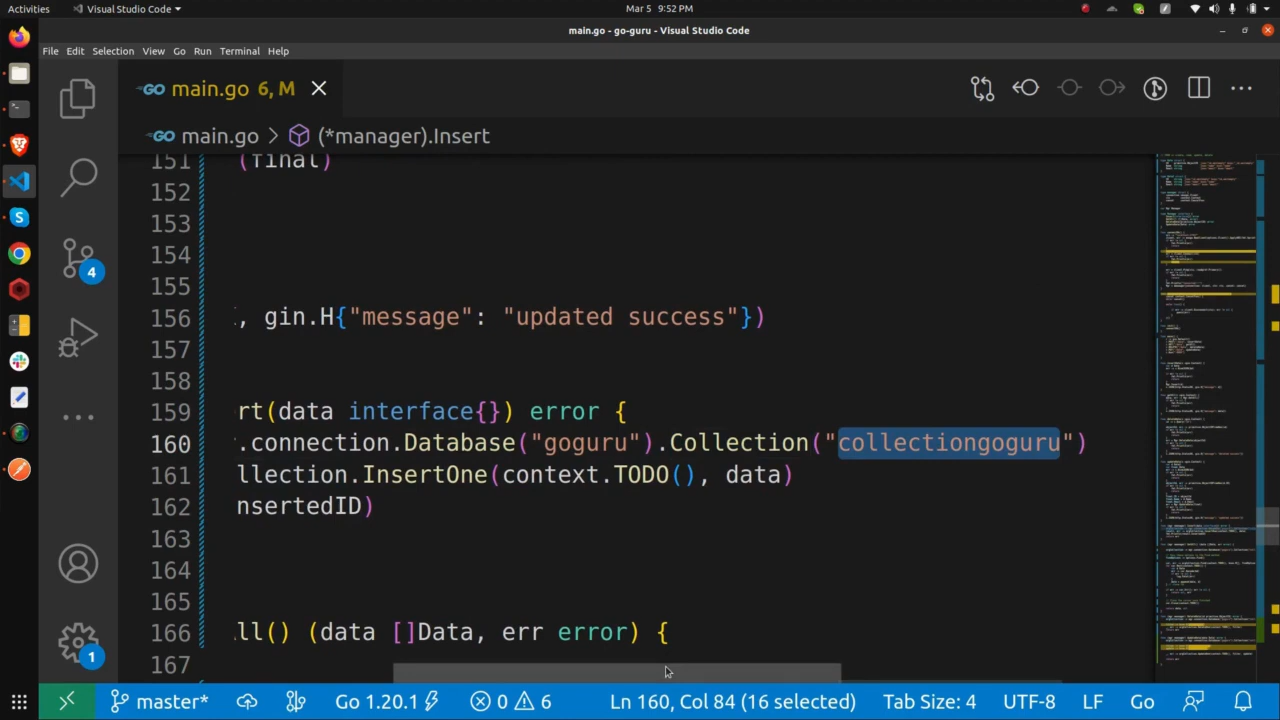 Activities Visual Studio Code Mar 5 9:52 PM
main.go - go-guru - Visual Studio Code
File Edit Selection View Go Run Terminal Help
GO main.go 6, M
GO main.go > (*manager).Insert
151 (final)
152
153
154
155
156 , gin.H{"message": "updated success"})
157
158
159 rt(data interface{}) error {
160 .connection.Database("goguru").Collection("collectiongoguru")
161 llection.InsertOne(context.TODO(), data)
162 nsertedID)
163
164
165
166 ll() (data []Data, err error) {
167
4
1
master* Go 1.20.1 0 6 Ln 160, Col 84 (16 selected) Tab Size: 4 UTF-8 LF Go